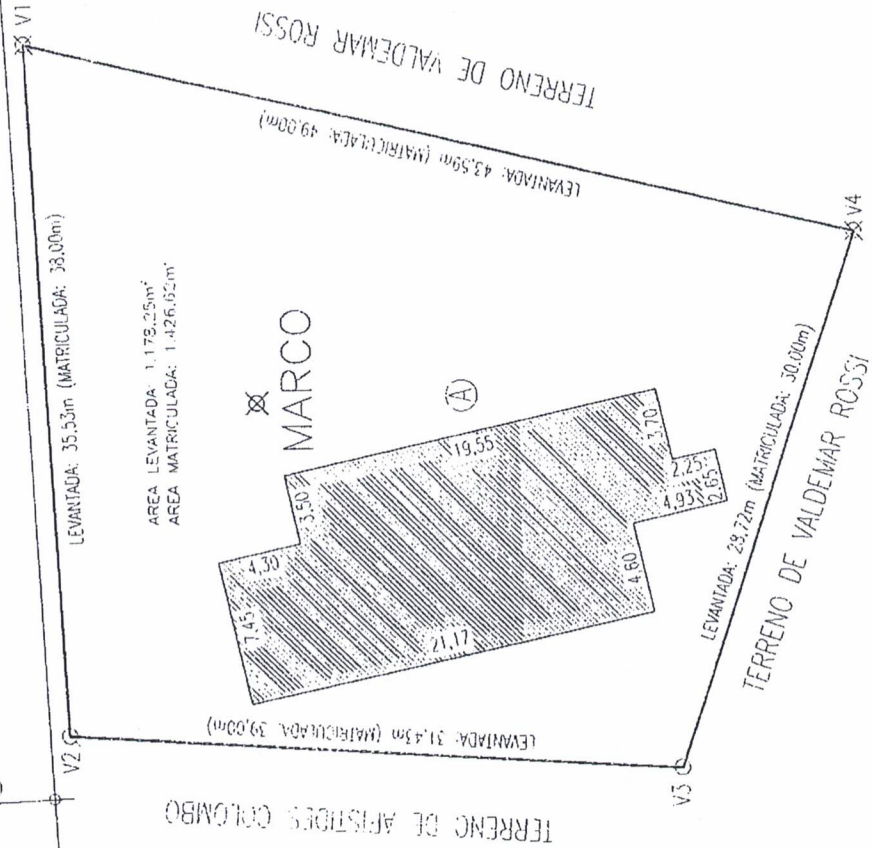 V1
TERRENO DE VALDEMAR ROSSI
LEVANTADA: 35.53m (MATRICULADA: 38.00m)
LEVANTADA: 43,59m (MATRICULADA: 49.00m)
AREA LEVANTADA: 1.178.25m²
AREA MATRICULADA: 1.426.62m²
MARCO
A
3,50
19,55
4,30
7,45
21,17
3,70
2,25
2,65
4,93
4,60
V2
LEVANTADA: 31,43m (MATRICULADA: 39,00m)
TERRENO DE ARISTIDES COLOMBO
V3
LEVANTADA: 29.72m (MATRICULADA: 30.00m)
TERRENO DE VALDEMAR ROSSI
V4